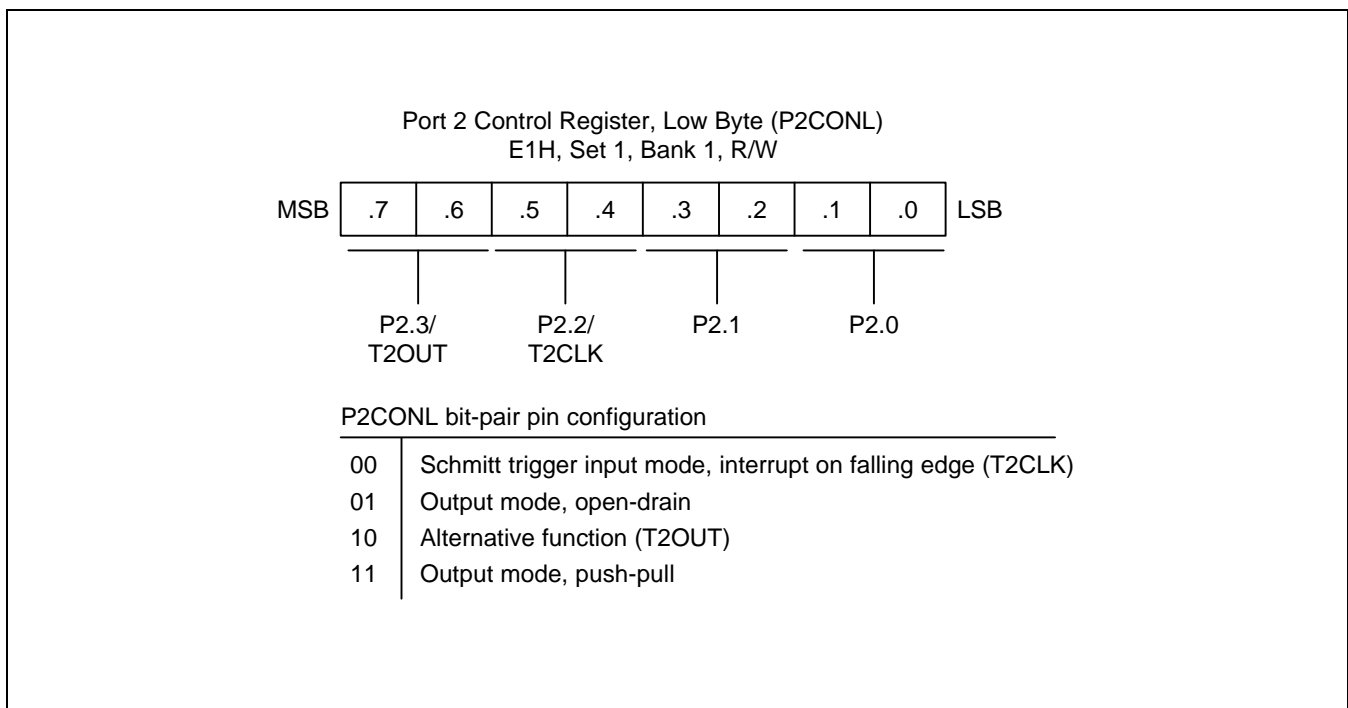 Port 2 Control Register, Low Byte (P2CONL)
E1H, Set 1, Bank 1, R/W
MSB .7 .6 .5 .4 .3 .2 .1 .0 LSB
P2.3/ P2.2/ P2.1 P2.0
T2OUT T2CLK
P2CONL bit-pair pin configuration
00 Schmitt trigger input mode, interrupt on falling edge (T2CLK)
01 Output mode, open-drain
10 Alternative function (T2OUT)
11 Output mode, push-pull